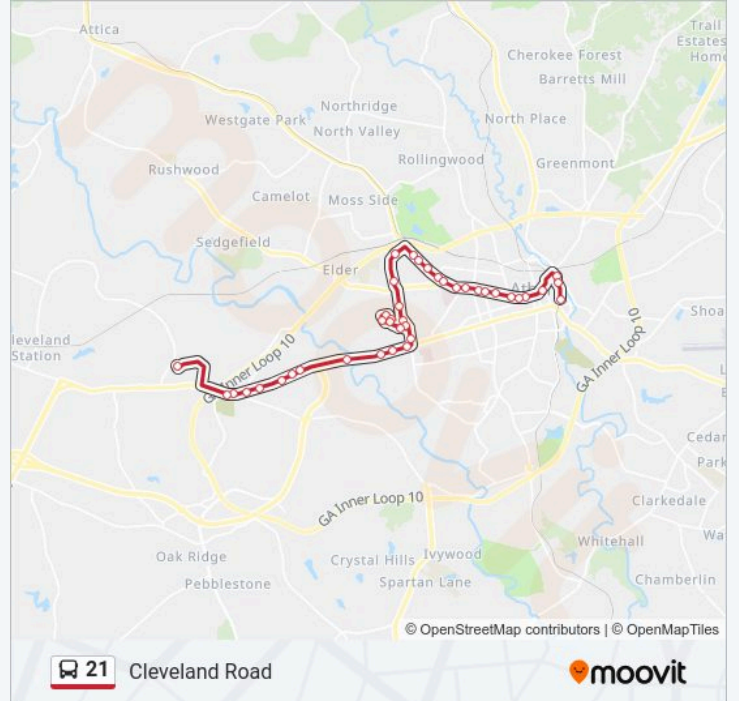 Attica
Trail
Estates
Cherokee Forest
Barretts Mill
Northridge
Westgate Park
North Valley
North Place
Rollingwood
Greenmont
Rushwood
Camelot
Moss Side
Sedgefield
Elder
Ath
GA Inner Loop 10
Shoa
leveland
Station
GA Inner Loop 10
Cedar
Park
GA Inner Loop 10
Clarkedale
Whitehall
Oak Ridge
Crystal Hills
Ivywood
Pebblestone
Spartan Lane
Chamberlin
© OpenStreetMap contributors | © OpenMapTiles
21 Cleveland Road
moovit